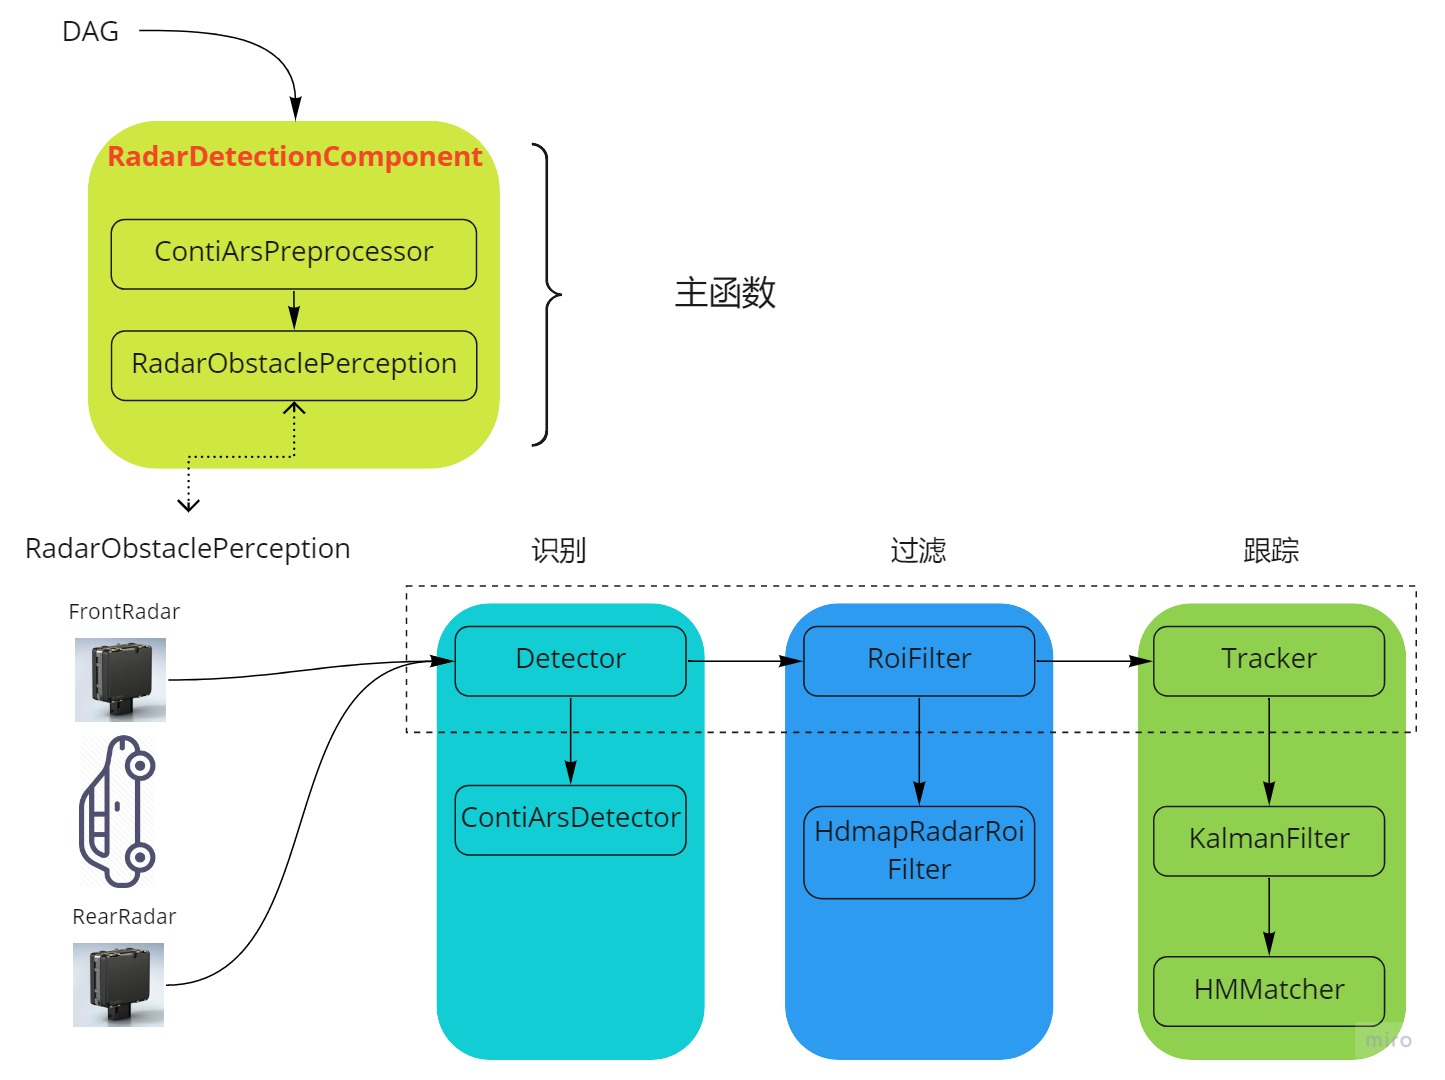 DAG
RadarDetectionComponent
ContiArsPreprocessor
RadarObstaclePerception
主函数
RadarObstaclePerception
识别
过滤
跟踪
FrontRadar
Detector
RoiFilter
Tracker
ContiArsDetector
HdmapRadarRoi
Filter
KalmanFilter
RearRadar
HMMatcher
miro